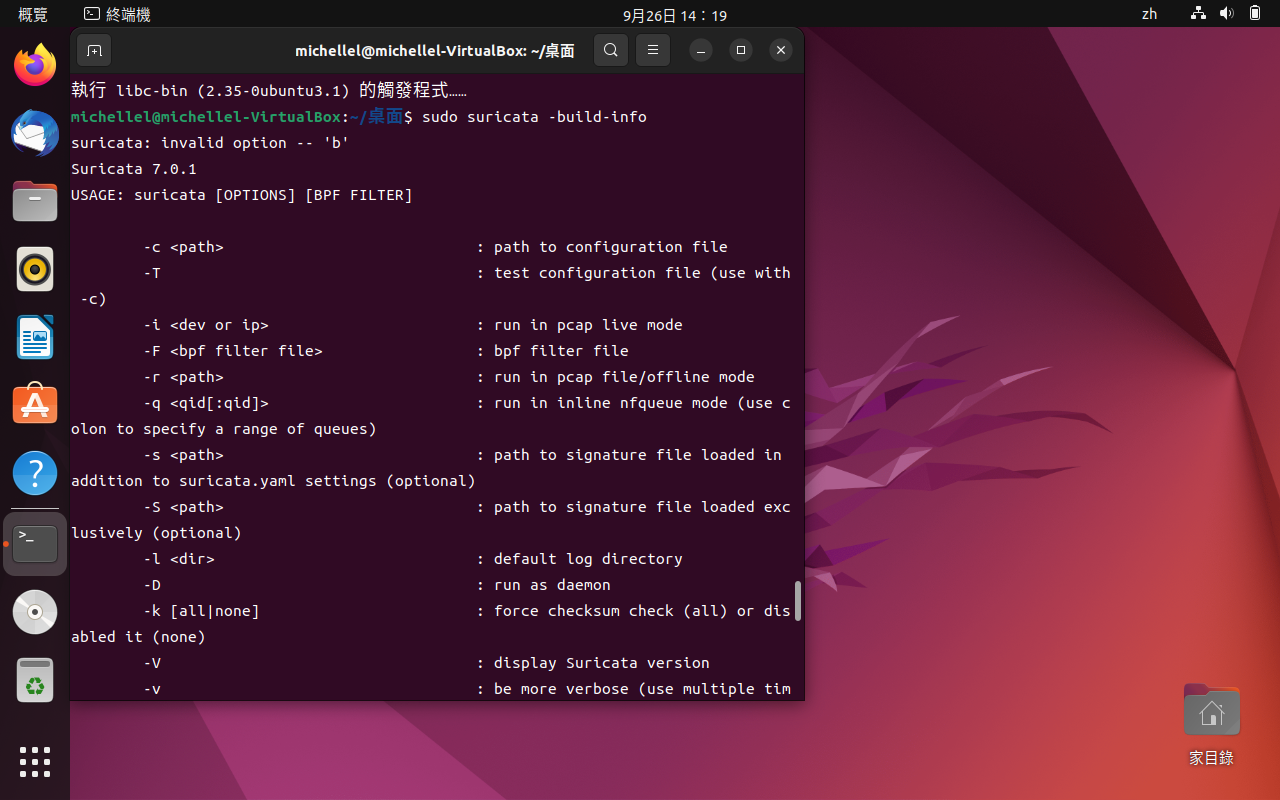 概覽
終端機
9月26日 14：19
zh
michellel@michellel-VirtualBox: ~/桌面
執行 libc-bin (2.35-0ubuntu3.1) 的觸發程式……
michellel@michellel-VirtualBox:~/桌面$ sudo suricata -build-info
suricata: invalid option -- 'b'
Suricata 7.0.1
USAGE: suricata [OPTIONS] [BPF FILTER]
-c <path> : path to configuration file
-T : test configuration file (use with
-c)
-i <dev or ip> : run in pcap live mode
-F <bpf filter file> : bpf filter file
-r <path> : run in pcap file/offline mode
-q <qid[:qid]> : run in inline nfqueue mode (use c
olon to specify a range of queues)
-s <path> : path to signature file loaded in
addition to suricata.yaml settings (optional)
-S <path> : path to signature file loaded exc
lusively (optional)
-l <dir> : default log directory
-D : run as daemon
-k [all|none] : force checksum check (all) or dis
abled it (none)
-V : display Suricata version
-v : be more verbose (use multiple tim
家目錄